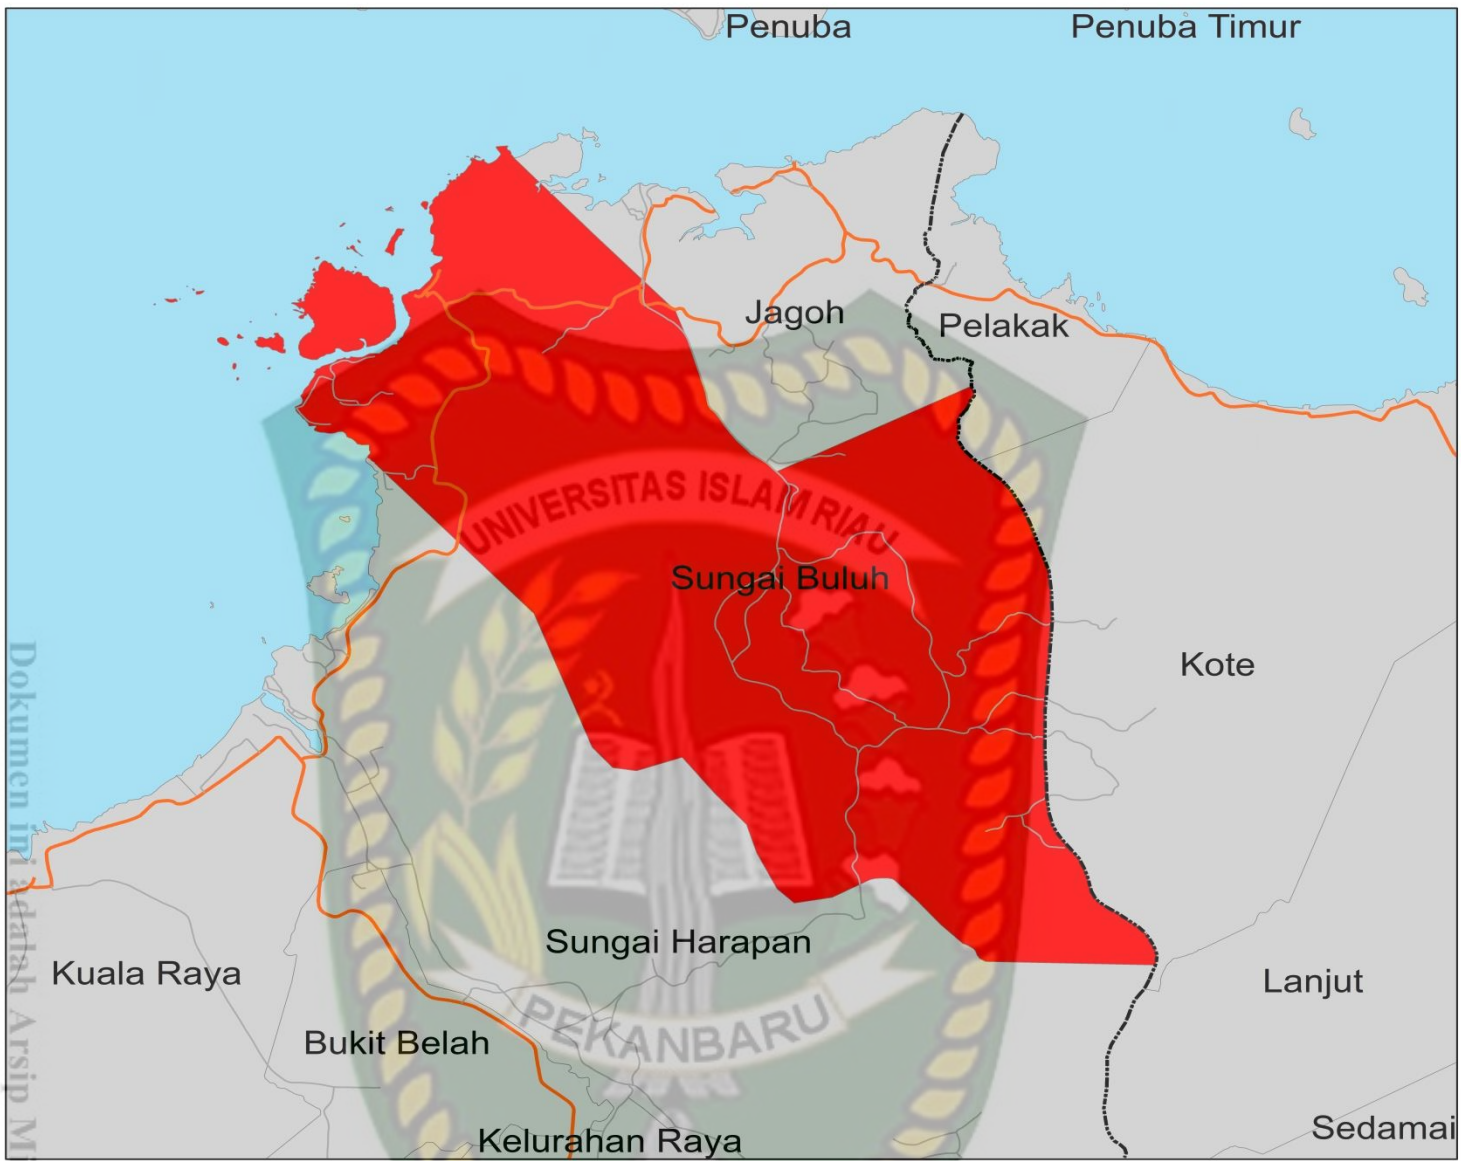 Penuba
Penuba Timur
Jagoh
Pelakak
UNIVERSITAS ISLAM RIAU
Sungai Buluh
Kote
Sungai Harapan
Kuala Raya
Lanjut
PEKANBARU
Bukit Belah
Sedamai
Kelurahan Raya
Dokumen ini adalah Arsip Mi